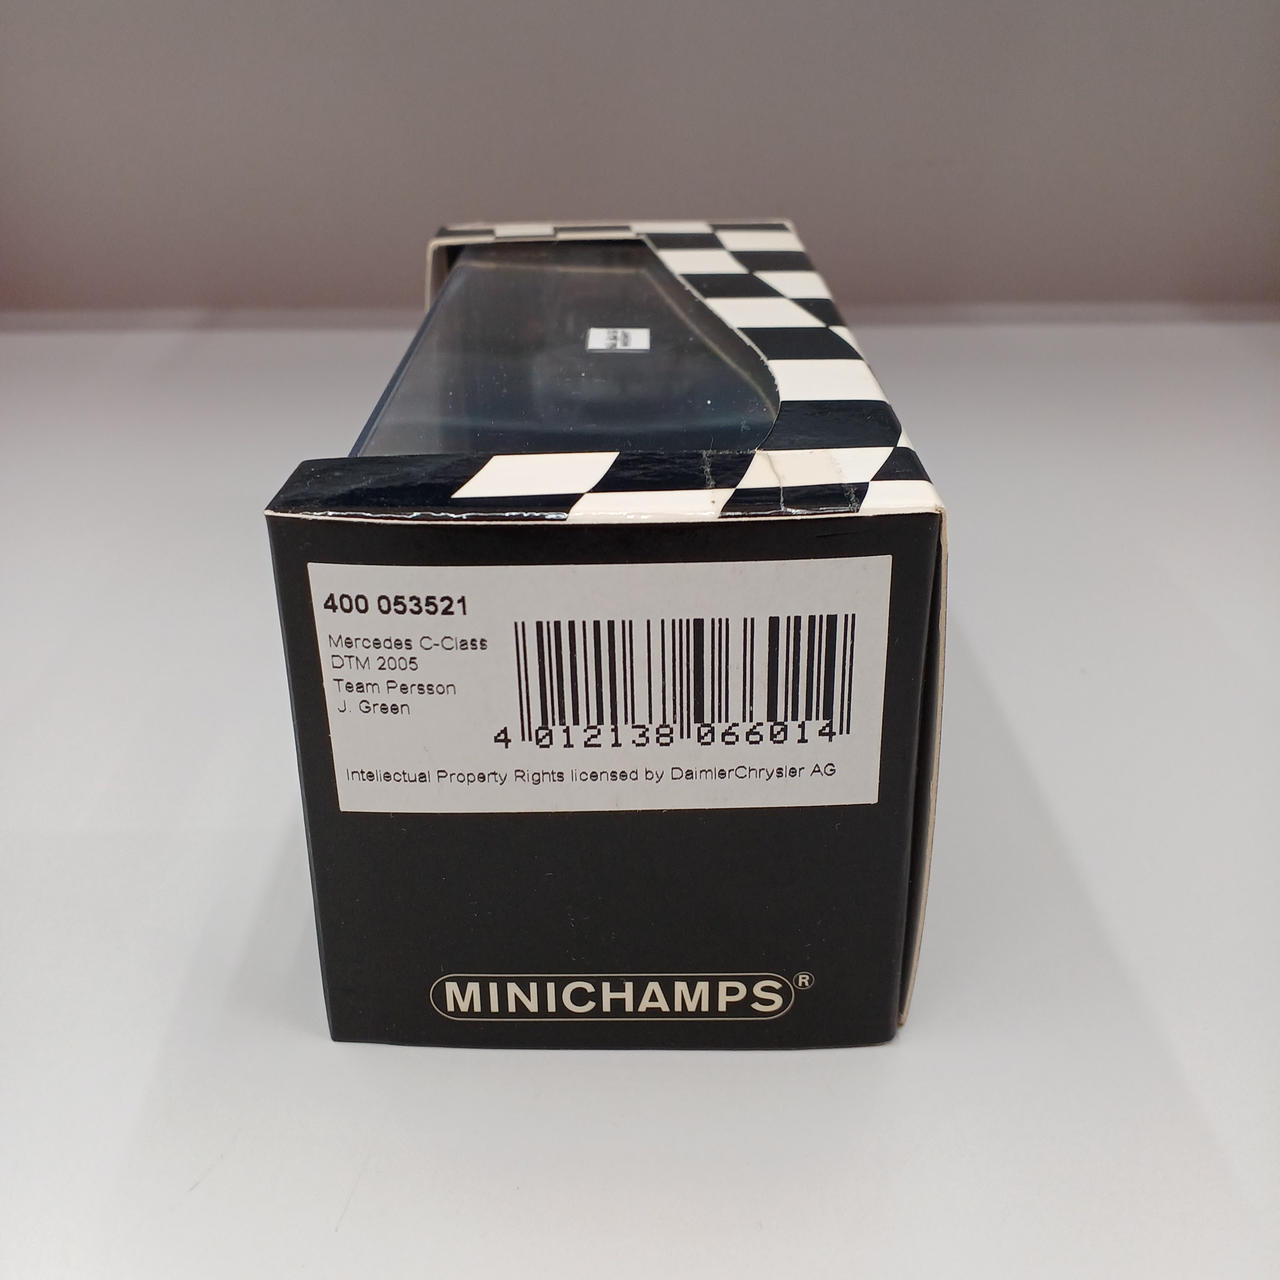 400 053521
Mercedes C-Class
DTM 2005
Team Persson
J. Green
4 012138 066014
Intellectual Property Rights licensed by DaimlerChrysler AG
MINICHAMPS®